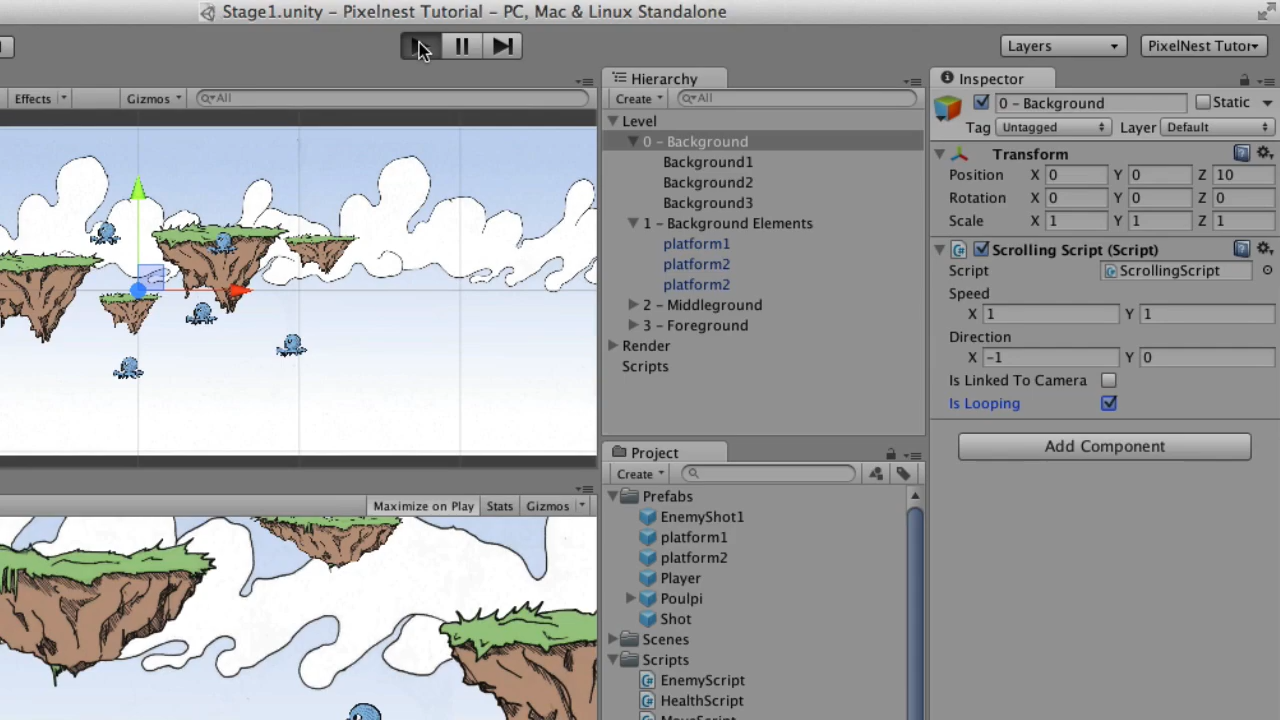 Stage1.unity – Pixelnest Tutorial – PC, Mac & Linux Standalone
Layers
PixelNest Tutor
Effects
Gizmos
All
Hierarchy
Create
All
Level
0 – Background
Background1
Background2
Background3
1 – Background Elements
platform1
platform2
platform2
2 – Middleground
3 – Foreground
Render
Scripts
Inspector
0 – Background
Static
Tag Untagged Layer Default
Transform
Position X 0 Y 0 Z 10
Rotation X 0 Y 0 Z 0
Scale X 1 Y 1 Z 1
Scrolling Script (Script)
Script ScrollingScript
Speed
X 1 Y 1
Direction
X –1 Y 0
Is Linked To Camera
Is Looping
Add Component
Maximize on Play Stats Gizmos
Project
Create
Prefabs
EnemyShot1
platform1
platform2
Player
Poulpi
Shot
Scenes
Scripts
EnemyScript
HealthScript
MoveScript